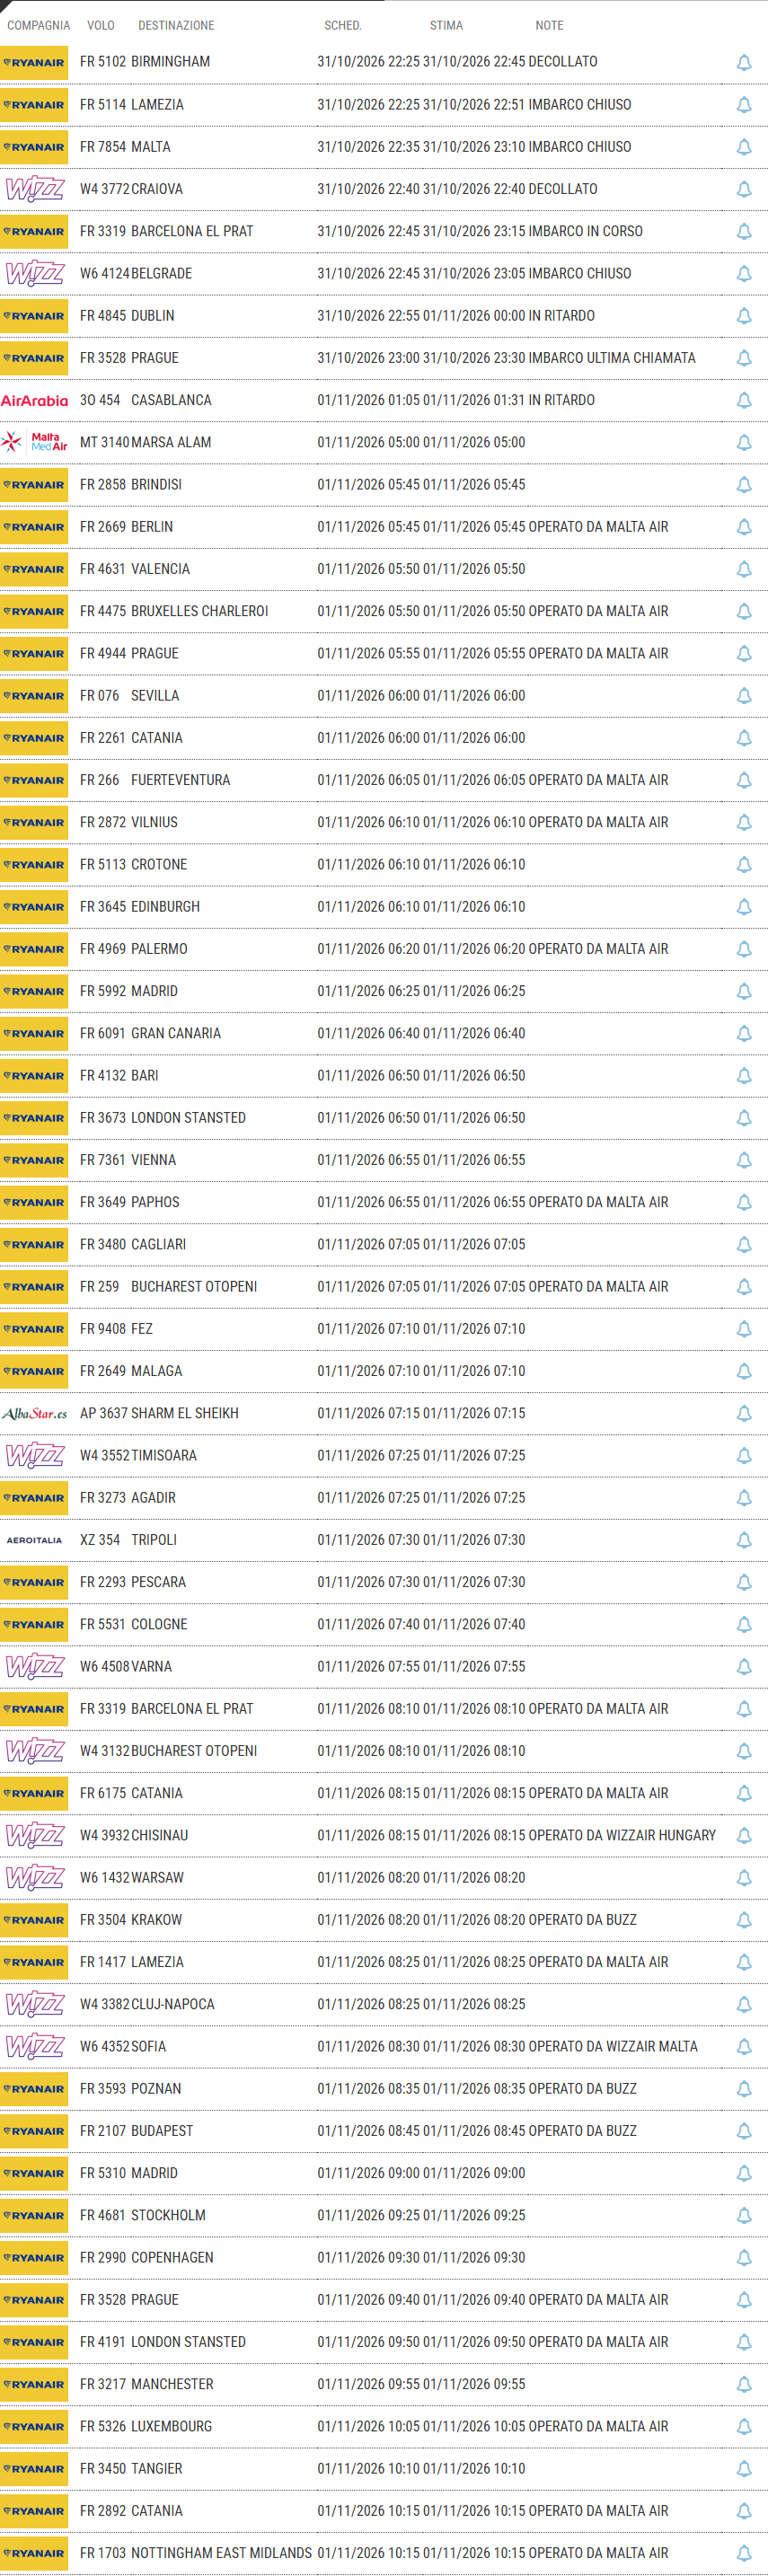 COMPAGNIA VOLO DESTINAZIONE SCHED. STIMA NOTE
RYANAIR FR 5102 BIRMINGHAM 31/10/2026 22:25 31/10/2026 22:45 DECOLLATO
RYANAIR FR 5114 LAMEZIA 31/10/2026 22:25 31/10/2026 22:51 IMBARCO CHIUSO
RYANAIR FR 7854 MALTA 31/10/2026 22:35 31/10/2026 23:10 IMBARCO CHIUSO
Wizz W4 3772 CRAIOVA 31/10/2026 22:40 31/10/2026 22:40 DECOLLATO
RYANAIR FR 3319 BARCELONA EL PRAT 31/10/2026 22:45 31/10/2026 23:15 IMBARCO IN CORSO
Wizz W6 4124 BELGRADE 31/10/2026 22:45 31/10/2026 23:05 IMBARCO CHIUSO
RYANAIR FR 4845 DUBLIN 31/10/2026 22:55 01/11/2026 00:00 IN RITARDO
RYANAIR FR 3528 PRAGUE 31/10/2026 23:00 31/10/2026 23:30 IMBARCO ULTIMA CHIAMATA
AirArabia 3O 454 CASABLANCA 01/11/2026 01:05 01/11/2026 01:31 IN RITARDO
Malta MedAir MT 3140 MARSA ALAM 01/11/2026 05:00 01/11/2026 05:00
RYANAIR FR 2858 BRINDISI 01/11/2026 05:45 01/11/2026 05:45
RYANAIR FR 2669 BERLIN 01/11/2026 05:45 01/11/2026 05:45 OPERATO DA MALTA AIR
RYANAIR FR 4631 VALENCIA 01/11/2026 05:50 01/11/2026 05:50
RYANAIR FR 4475 BRUXELLES CHARLEROI 01/11/2026 05:50 01/11/2026 05:50 OPERATO DA MALTA AIR
RYANAIR FR 4944 PRAGUE 01/11/2026 05:55 01/11/2026 05:55 OPERATO DA MALTA AIR
RYANAIR FR 076 SEVILLA 01/11/2026 06:00 01/11/2026 06:00
RYANAIR FR 2261 CATANIA 01/11/2026 06:00 01/11/2026 06:00
RYANAIR FR 266 FUERTEVENTURA 01/11/2026 06:05 01/11/2026 06:05 OPERATO DA MALTA AIR
RYANAIR FR 2872 VILNIUS 01/11/2026 06:10 01/11/2026 06:10 OPERATO DA MALTA AIR
RYANAIR FR 5113 CROTONE 01/11/2026 06:10 01/11/2026 06:10
RYANAIR FR 3645 EDINBURGH 01/11/2026 06:10 01/11/2026 06:10
RYANAIR FR 4969 PALERMO 01/11/2026 06:20 01/11/2026 06:20 OPERATO DA MALTA AIR
RYANAIR FR 5992 MADRID 01/11/2026 06:25 01/11/2026 06:25
RYANAIR FR 6091 GRAN CANARIA 01/11/2026 06:40 01/11/2026 06:40
RYANAIR FR 4132 BARI 01/11/2026 06:50 01/11/2026 06:50
RYANAIR FR 3673 LONDON STANSTED 01/11/2026 06:50 01/11/2026 06:50
RYANAIR FR 7361 VIENNA 01/11/2026 06:55 01/11/2026 06:55
RYANAIR FR 3649 PAPHOS 01/11/2026 06:55 01/11/2026 06:55 OPERATO DA MALTA AIR
RYANAIR FR 3480 CAGLIARI 01/11/2026 07:05 01/11/2026 07:05
RYANAIR FR 259 BUCHAREST OTOPENI 01/11/2026 07:05 01/11/2026 07:05 OPERATO DA MALTA AIR
RYANAIR FR 9408 FEZ 01/11/2026 07:10 01/11/2026 07:10
RYANAIR FR 2649 MALAGA 01/11/2026 07:10 01/11/2026 07:10
AlbaStar.es AP 3637 SHARM EL SHEIKH 01/11/2026 07:15 01/11/2026 07:15
Wizz W4 3552 TIMISOARA 01/11/2026 07:25 01/11/2026 07:25
RYANAIR FR 3273 AGADIR 01/11/2026 07:25 01/11/2026 07:25
AEROITALIA XZ 354 TRIPOLI 01/11/2026 07:30 01/11/2026 07:30
RYANAIR FR 2293 PESCARA 01/11/2026 07:30 01/11/2026 07:30
RYANAIR FR 5531 COLOGNE 01/11/2026 07:40 01/11/2026 07:40
Wizz W6 4508 VARNA 01/11/2026 07:55 01/11/2026 07:55
RYANAIR FR 3319 BARCELONA EL PRAT 01/11/2026 08:10 01/11/2026 08:10 OPERATO DA MALTA AIR
Wizz W4 3132 BUCHAREST OTOPENI 01/11/2026 08:10 01/11/2026 08:10
RYANAIR FR 6175 CATANIA 01/11/2026 08:15 01/11/2026 08:15 OPERATO DA MALTA AIR
Wizz W4 3932 CHISINAU 01/11/2026 08:15 01/11/2026 08:15 OPERATO DA WIZZAIR HUNGARY
Wizz W6 1432 WARSAW 01/11/2026 08:20 01/11/2026 08:20
RYANAIR FR 3504 KRAKOW 01/11/2026 08:20 01/11/2026 08:20 OPERATO DA BUZZ
RYANAIR FR 1417 LAMEZIA 01/11/2026 08:25 01/11/2026 08:25 OPERATO DA MALTA AIR
Wizz W4 3382 CLUJ-NAPOCA 01/11/2026 08:25 01/11/2026 08:25
Wizz W6 4352 SOFIA 01/11/2026 08:30 01/11/2026 08:30 OPERATO DA WIZZAIR MALTA
RYANAIR FR 3593 POZNAN 01/11/2026 08:35 01/11/2026 08:35 OPERATO DA BUZZ
RYANAIR FR 2107 BUDAPEST 01/11/2026 08:45 01/11/2026 08:45 OPERATO DA BUZZ
RYANAIR FR 5310 MADRID 01/11/2026 09:00 01/11/2026 09:00
RYANAIR FR 4681 STOCKHOLM 01/11/2026 09:25 01/11/2026 09:25
RYANAIR FR 2990 COPENHAGEN 01/11/2026 09:30 01/11/2026 09:30
RYANAIR FR 3528 PRAGUE 01/11/2026 09:40 01/11/2026 09:40 OPERATO DA MALTA AIR
RYANAIR FR 4191 LONDON STANSTED 01/11/2026 09:50 01/11/2026 09:50 OPERATO DA MALTA AIR
RYANAIR FR 3217 MANCHESTER 01/11/2026 09:55 01/11/2026 09:55
RYANAIR FR 5326 LUXEMBOURG 01/11/2026 10:05 01/11/2026 10:05 OPERATO DA MALTA AIR
RYANAIR FR 3450 TANGIER 01/11/2026 10:10 01/11/2026 10:10
RYANAIR FR 2892 CATANIA 01/11/2026 10:15 01/11/2026 10:15 OPERATO DA MALTA AIR
RYANAIR FR 1703 NOTTINGHAM EAST MIDLANDS 01/11/2026 10:15 01/11/2026 10:15 OPERATO DA MALTA AIR